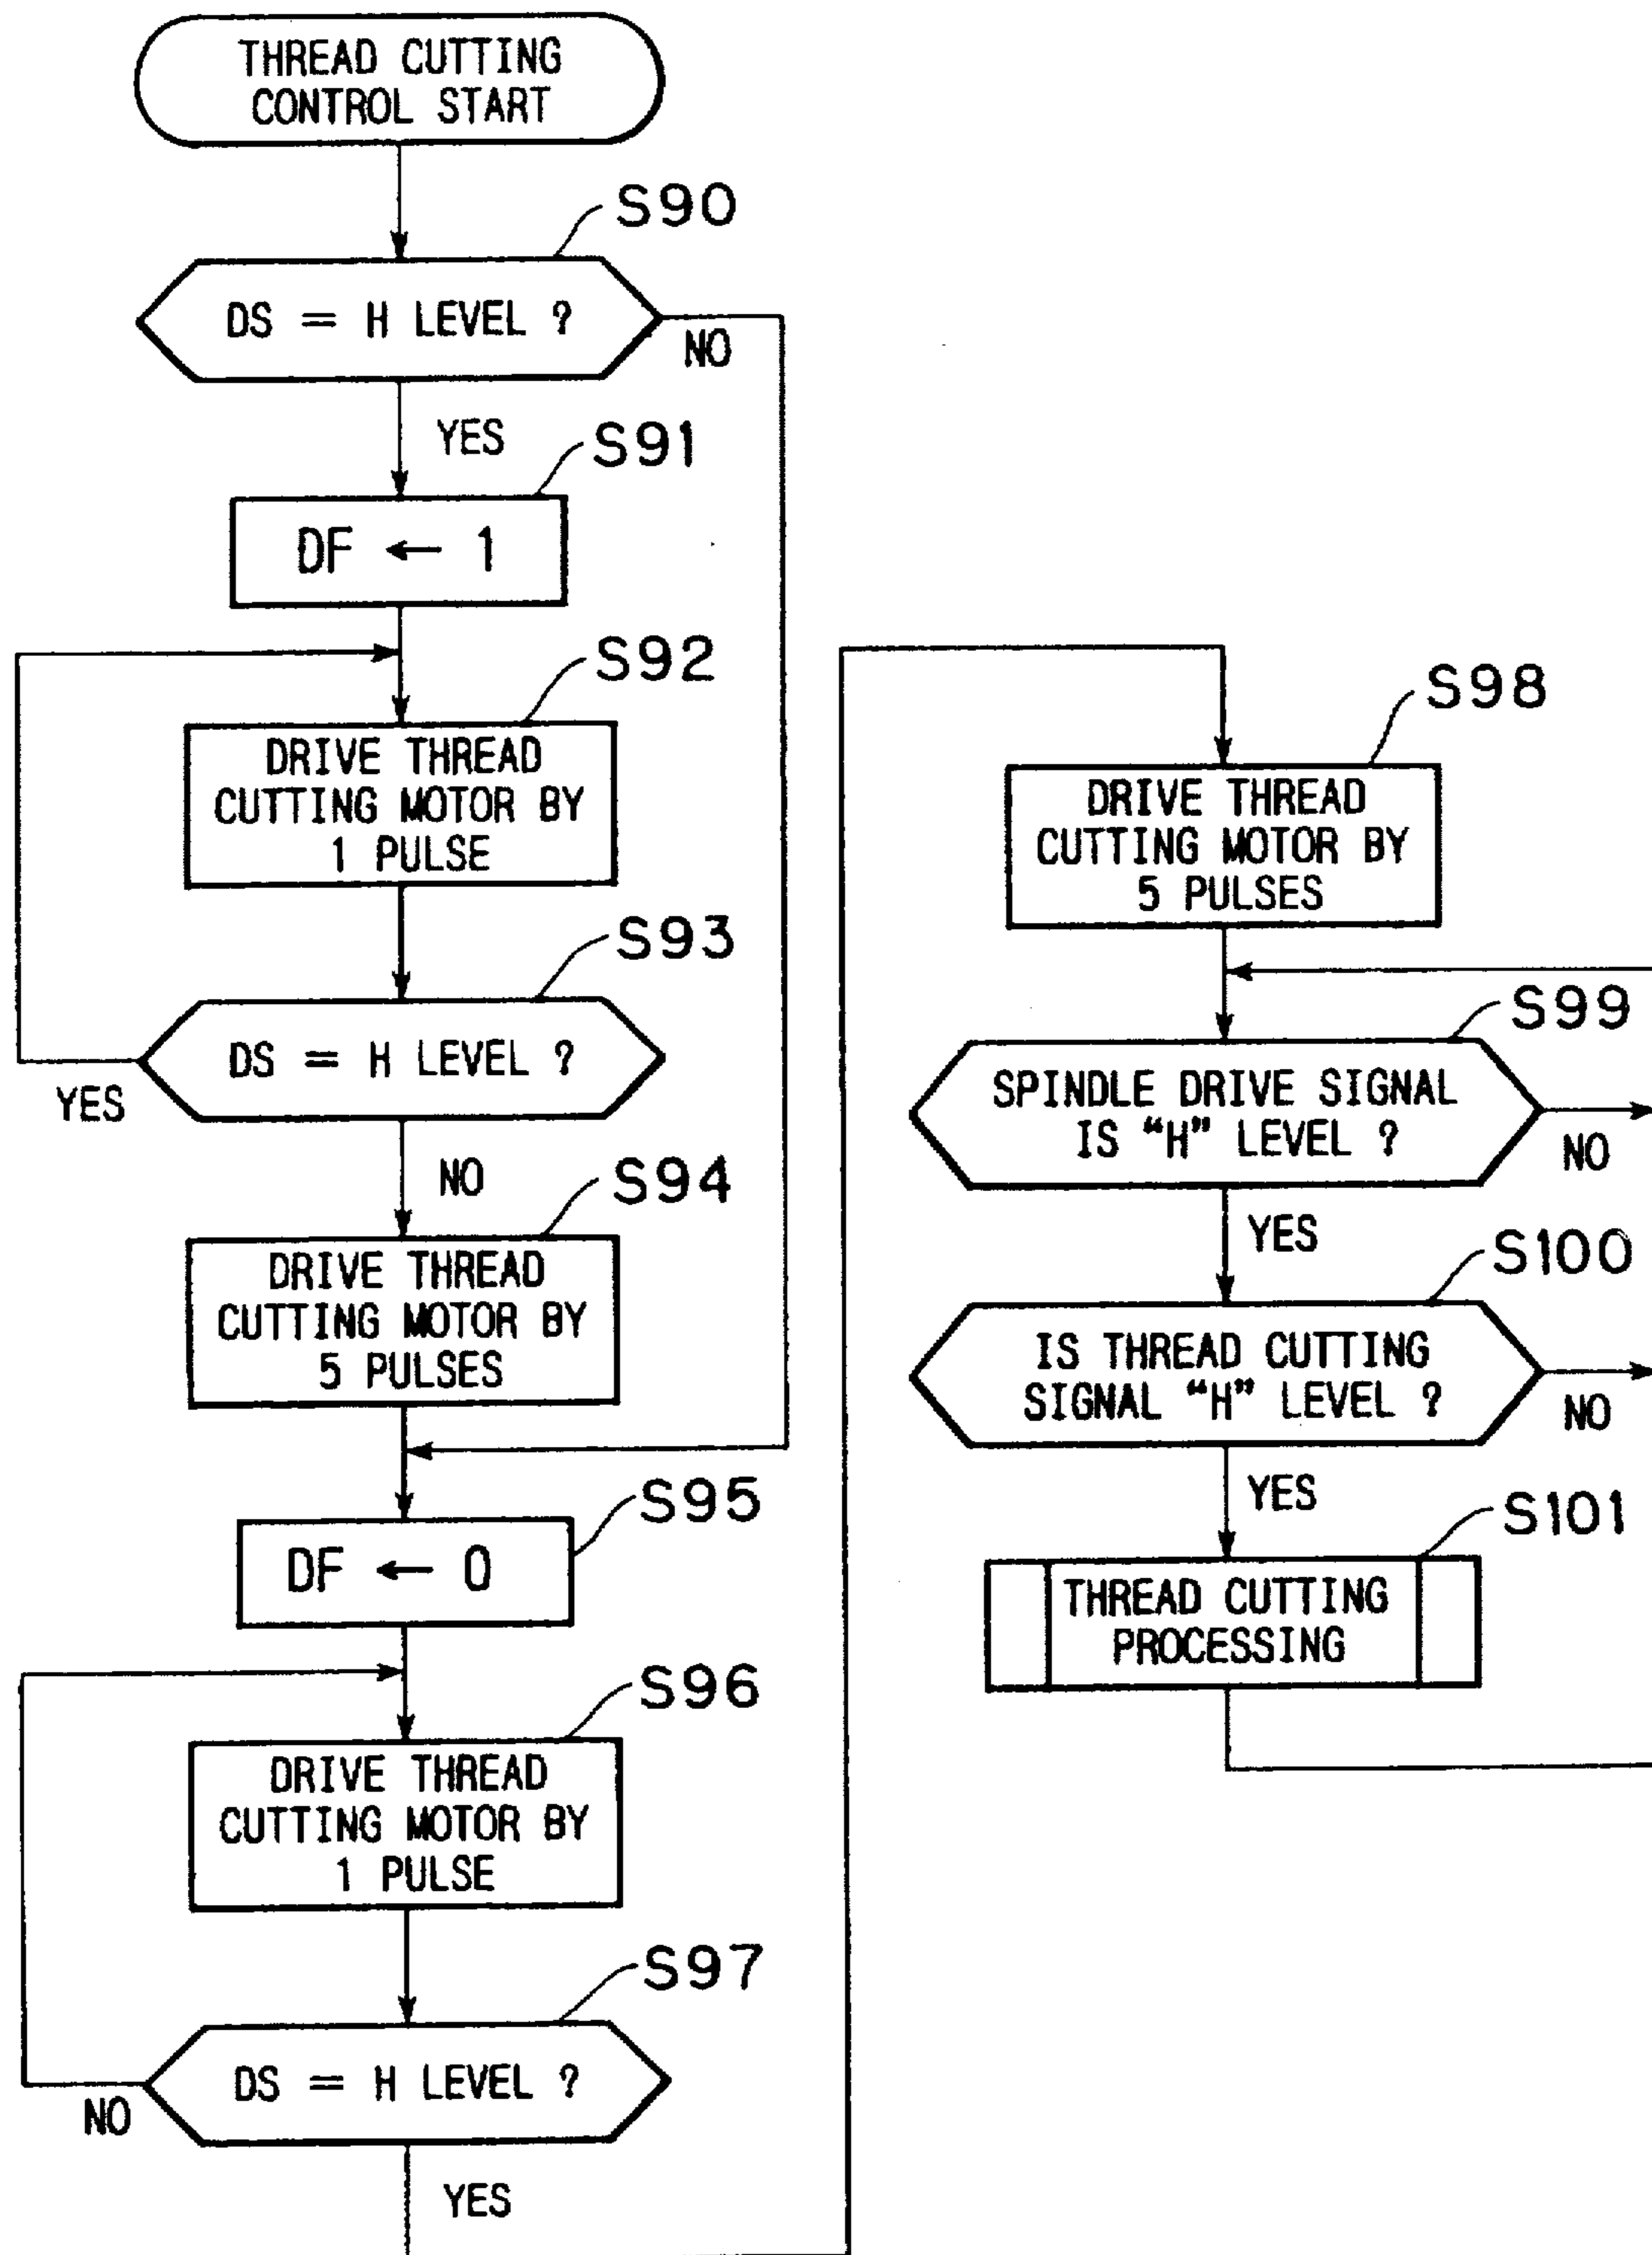 THREAD CUTTING
CONTROL START
S90
DS = H LEVEL ?
NO
YES
S91
DF ← 1
S92
DRIVE THREAD
CUTTING MOTOR BY
1 PULSE
S93
DS = H LEVEL ?
YES
NO
S94
DRIVE THREAD
CUTTING MOTOR BY
5 PULSES
S95
DF ← 0
S96
DRIVE THREAD
CUTTING MOTOR BY
1 PULSE
S97
DS = H LEVEL ?
NO
YES
S98
DRIVE THREAD
CUTTING MOTOR BY
5 PULSES
S99
SPINDLE DRIVE SIGNAL
IS “H” LEVEL ?
NO
YES
S100
IS THREAD CUTTING
SIGNAL “H” LEVEL ?
NO
YES
S101
THREAD CUTTING
PROCESSING